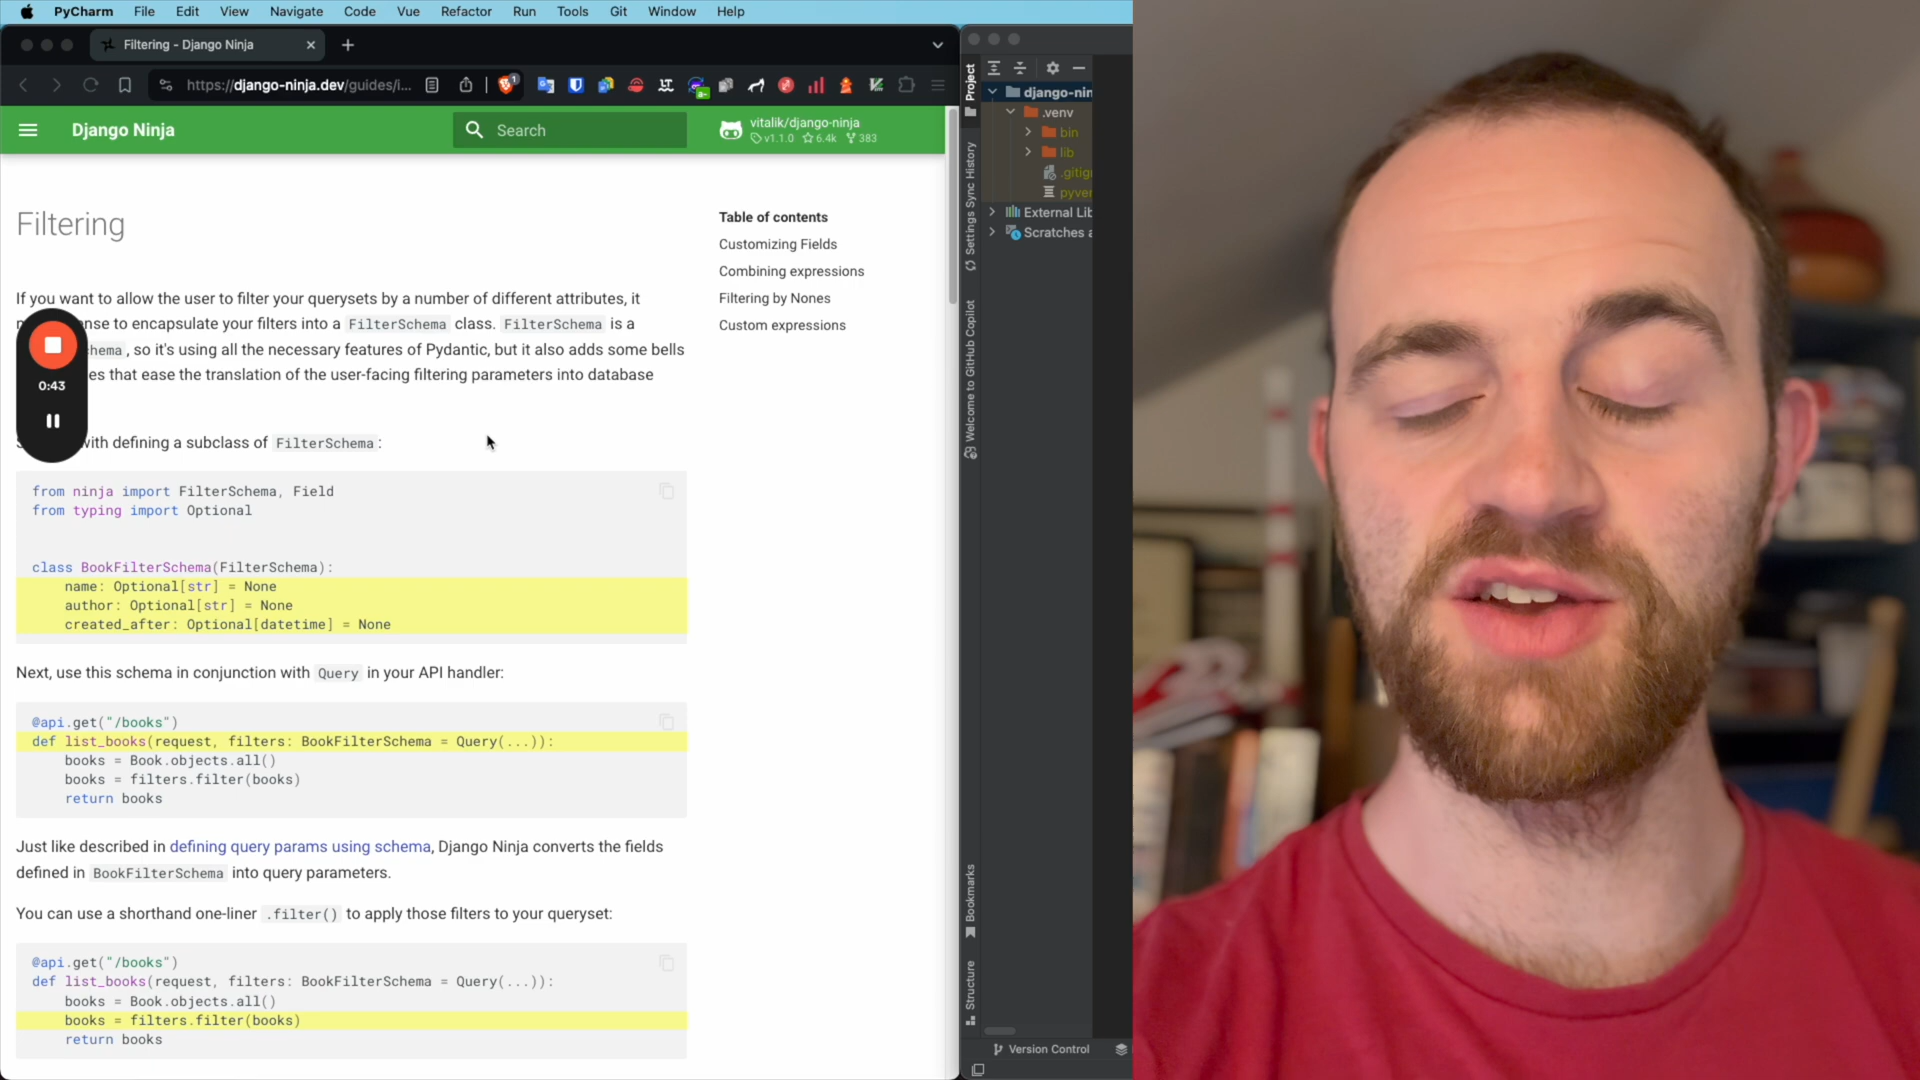 PyCharm File Edit View Navigate Code Vue Refactor Run Tools Git Window Help
Filtering - Django Ninja
https://django-ninja.dev/guides/i...
1
a-
Django Ninja
Search
vitalik/django-ninja
v1.1.0 6.4k 383
Filtering
If you want to allow the user to filter your querysets by a number of different attributes, it
nse to encapsulate your filters into a FilterSchema class. FilterSchema is a
hema, so it's using all the necessary features of Pydantic, but it also adds some bells
es that ease the translation of the user-facing filtering parameters into database
0:43
with defining a subclass of FilterSchema:
from ninja import FilterSchema, Field
from typing import Optional
class BookFilterSchema(FilterSchema):
name: Optional[str] = None
author: Optional[str] = None
created_after: Optional[datetime] = None
Next, use this schema in conjunction with Query in your API handler:
@api.get("/books")
def list_books(request, filters: BookFilterSchema = Query(...)):
books = Book.objects.all()
books = filters.filter(books)
return books
Just like described in defining query params using schema, Django Ninja converts the fields
defined in BookFilterSchema into query parameters.
You can use a shorthand one-liner .filter() to apply those filters to your queryset:
@api.get("/books")
def list_books(request, filters: BookFilterSchema = Query(...)):
books = Book.objects.all()
books = filters.filter(books)
return books
Table of contents
Customizing Fields
Combining expressions
Filtering by Nones
Custom expressions
Project
Settings Sync History
Welcome to GitHub Copilot
Bookmarks
Structure
django-nin
.venv
bin
lib
.gitig
pyven
External Lib
Scratches a
Version Control